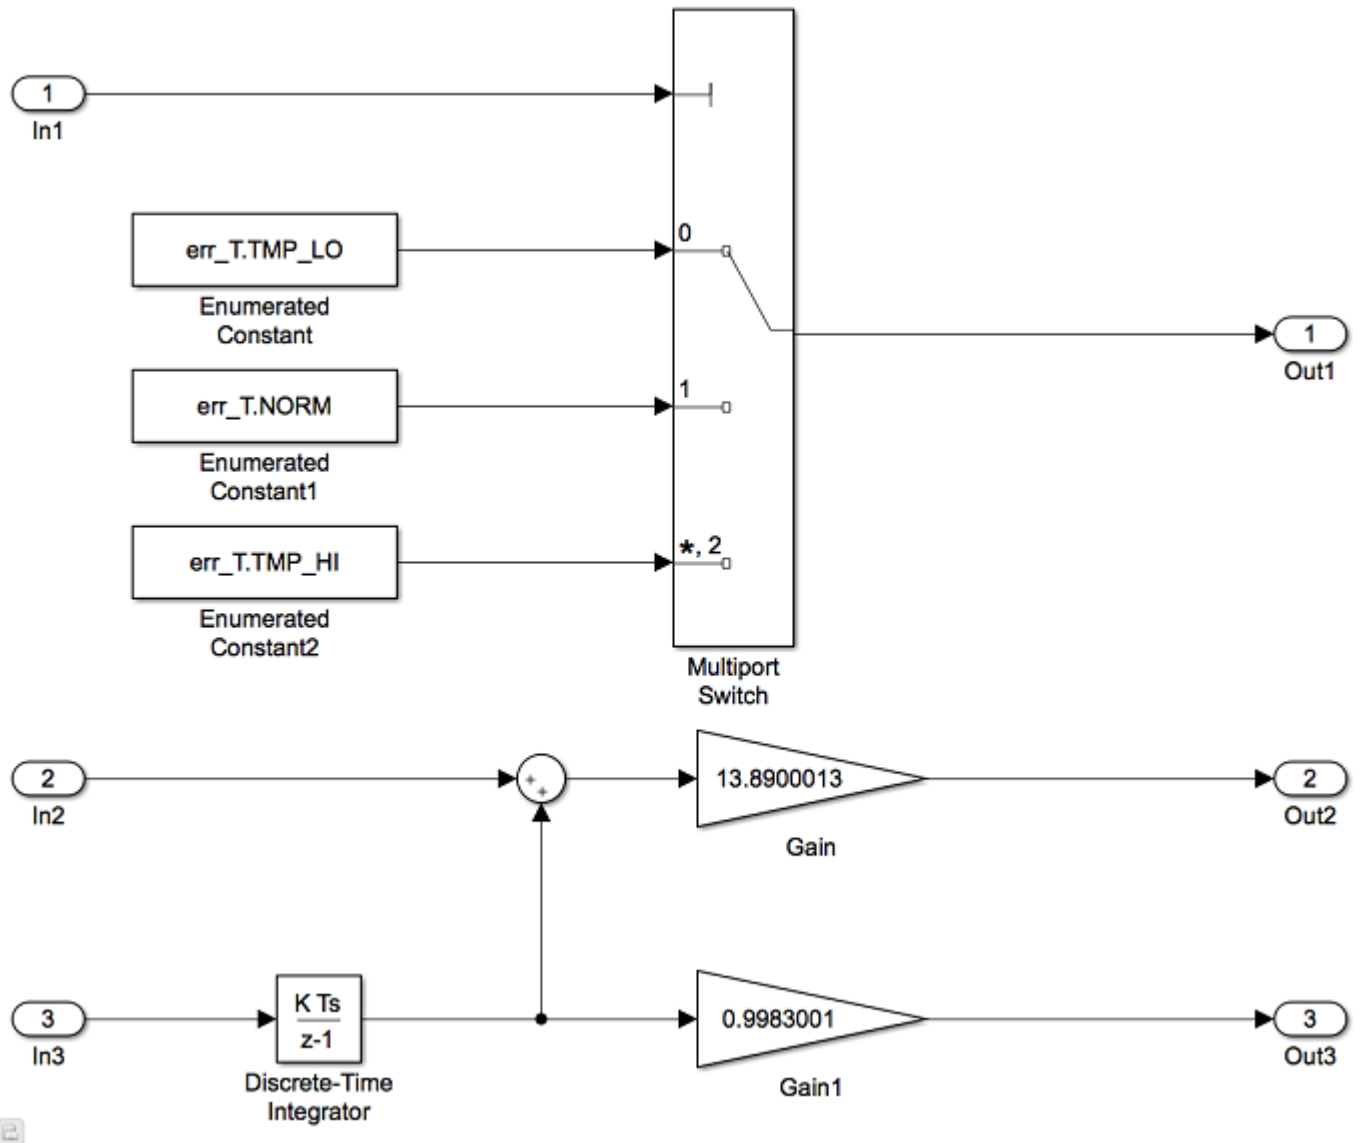 1
In1
0
err_T.TMP_LO
Enumerated
Constant
1
Out1
1
err_T.NORM
Enumerated
Constant1
*, 2
err_T.TMP_HI
Enumerated
Constant2
Multiport
Switch
2
In2
+
+
13.8900013
Gain
2
Out2
3
In3
K Ts
z-1
Discrete-Time
Integrator
0.9983001
Gain1
3
Out3